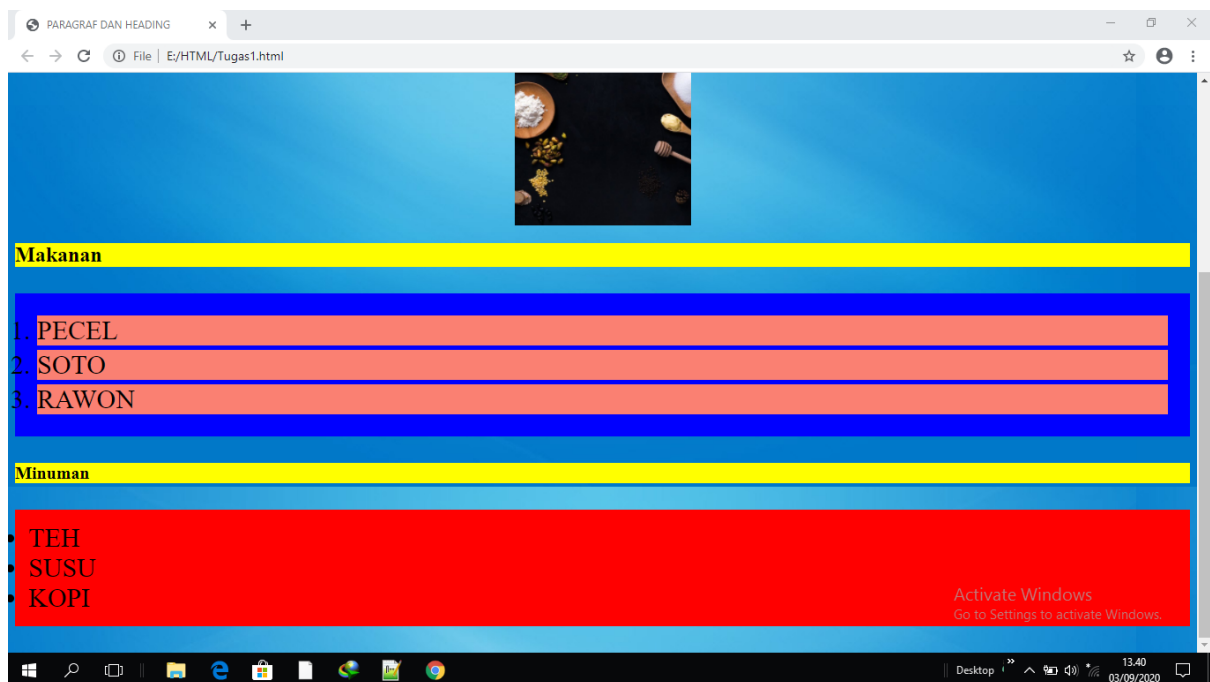 PARAGRAF DAN HEADING
File E:/HTML/Tugas1.html
Makanan
1. PECEL
2. SOTO
3. RAWON
Minuman
• TEH
• SUSU
• KOPI
Activate Windows
Go to Settings to activate Windows.
Desktop
13.40
03/09/2020